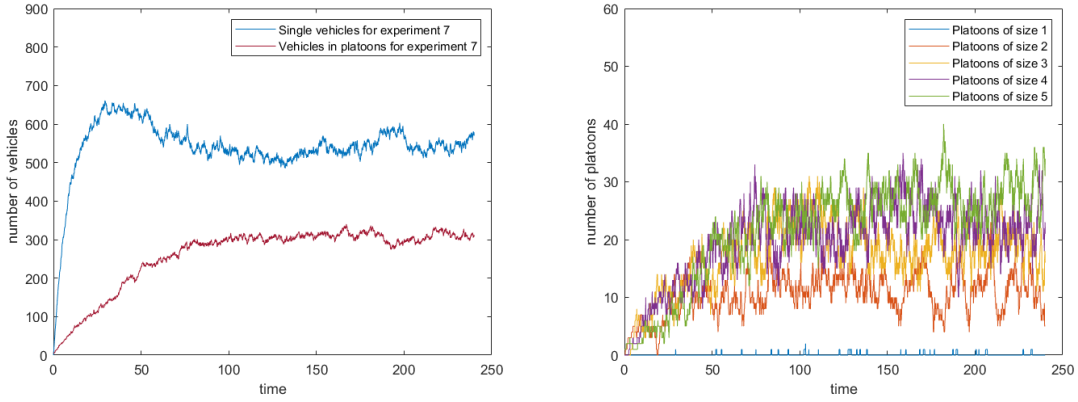 900
800
700
600
500
400
300
200
100
0
number of vehicles
Single vehicles for experiment 7
Vehicles in platoons for experiment 7
0 50 100 150 200 250
time
60
50
40
30
20
10
0
number of platoons
Platoons of size 1
Platoons of size 2
Platoons of size 3
Platoons of size 4
Platoons of size 5
0 50 100 150 200 250
time